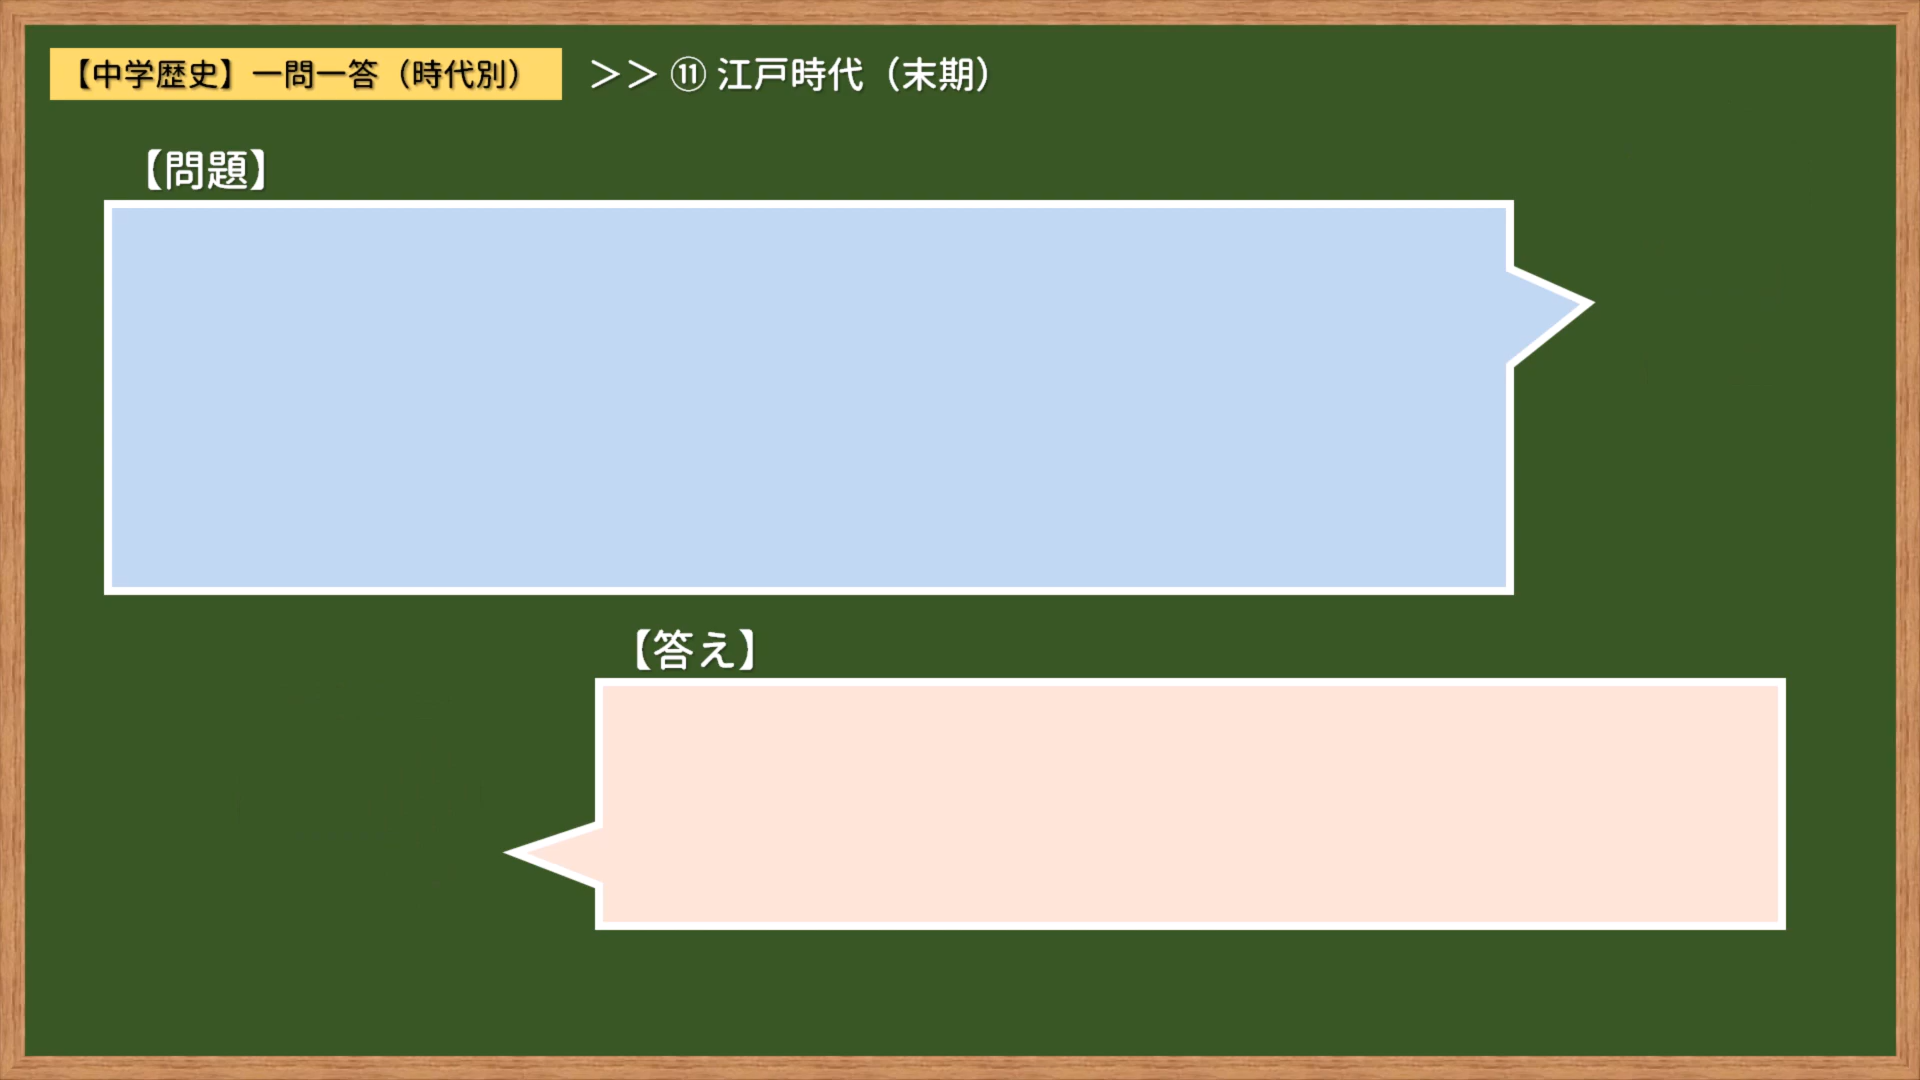 【中学歴史】一問一答（時代別） ＞＞ ⑪ 江戸時代（末期）
【問題】
【答え】